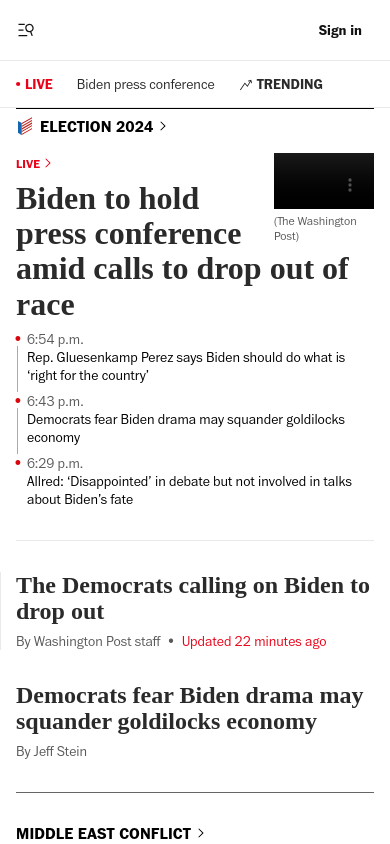 Sign in
LIVE Biden press conference TRENDING
ELECTION 2024
LIVE
Biden to hold
press conference
amid calls to drop out of
race
(The Washington
Post)
6:54 p.m.
Rep. Gluesenkamp Perez says Biden should do what is
‘right for the country’
6:43 p.m.
Democrats fear Biden drama may squander goldilocks
economy
6:29 p.m.
Allred: ‘Disappointed’ in debate but not involved in talks
about Biden’s fate
The Democrats calling on Biden to
drop out
By Washington Post staff • Updated 22 minutes ago
Democrats fear Biden drama may
squander goldilocks economy
By Jeff Stein
MIDDLE EAST CONFLICT